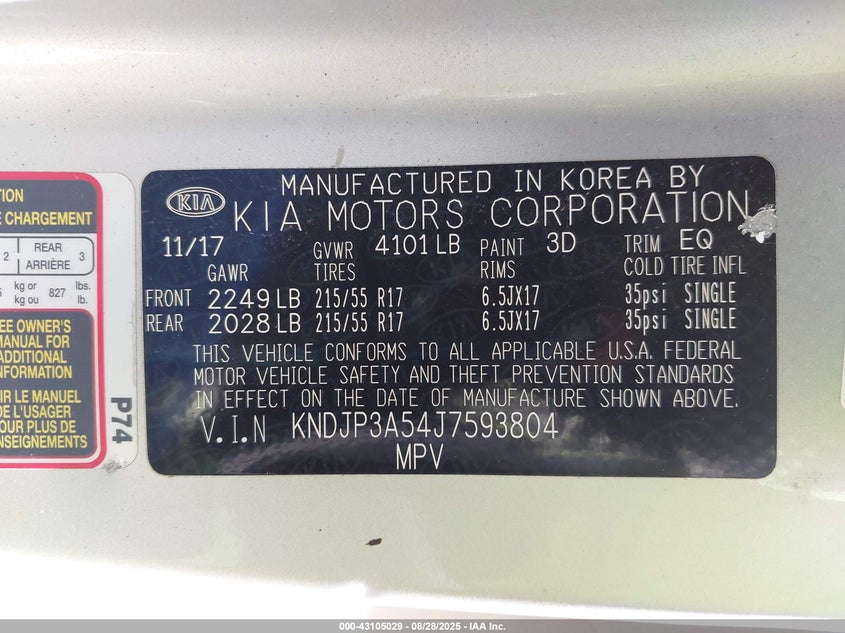 TION
E CHARGEMENT
2 REAR ARRIÈRE 3
kg or kg ou 827 lbs. lb.
EE OWNER'S
MANUAL FOR
ADDITIONAL
INFORMATION
IR LE MANUEL
DE L'USAGER
POUR PLUS DE
ENSEIGNEMENTS
P74
KIA
MANUFACTURED IN KOREA BY
KIA MOTORS CORPORATION
11/17 GVWR 4101 LB PAINT 3D TRIM EQ
GAWR TIRES RIMS COLD TIRE INFL
FRONT 2249 LB 215/55 R17 6.5JX17 35psi SINGLE
REAR 2028 LB 215/55 R17 6.5JX17 35psi SINGLE
THIS VEHICLE CONFORMS TO ALL APPLICABLE U.S.A. FEDERAL
MOTOR VEHICLE SAFETY AND THEFT PREVENTION STANDARDS
IN EFFECT ON THE DATE OF MANUFACTURE SHOWN ABOVE.
V.I.N KNDJP3A54J7593804
MPV
000-43105029 - 08/28/2025 - IAA Inc.